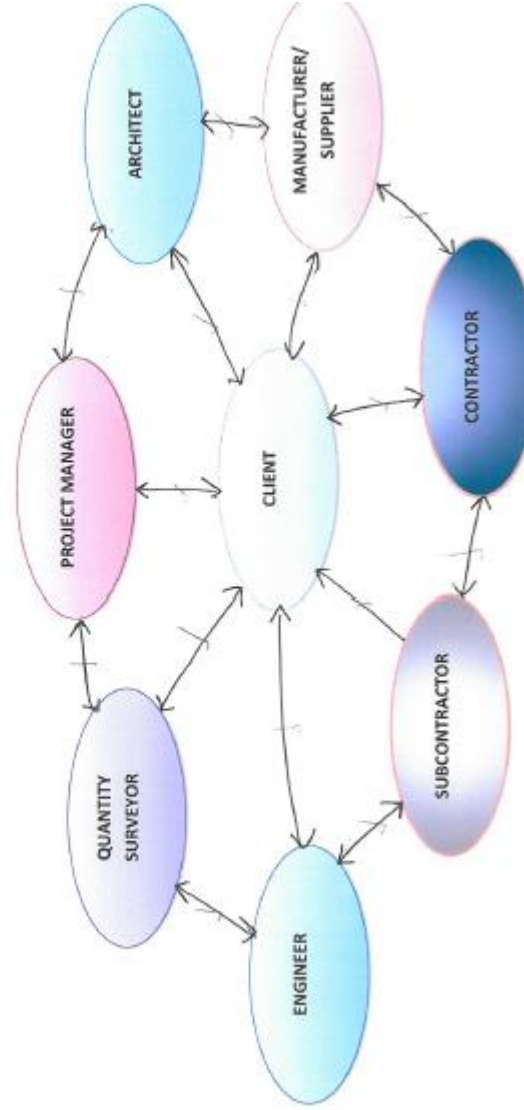 PROJECT MANAGER
QUANTITY
SURVEYOR
ARCHITECT
CLIENT
ENGINEER
MANUFACTURER/
SUPPLIER
SUBCONTRACTOR
CONTRACTOR